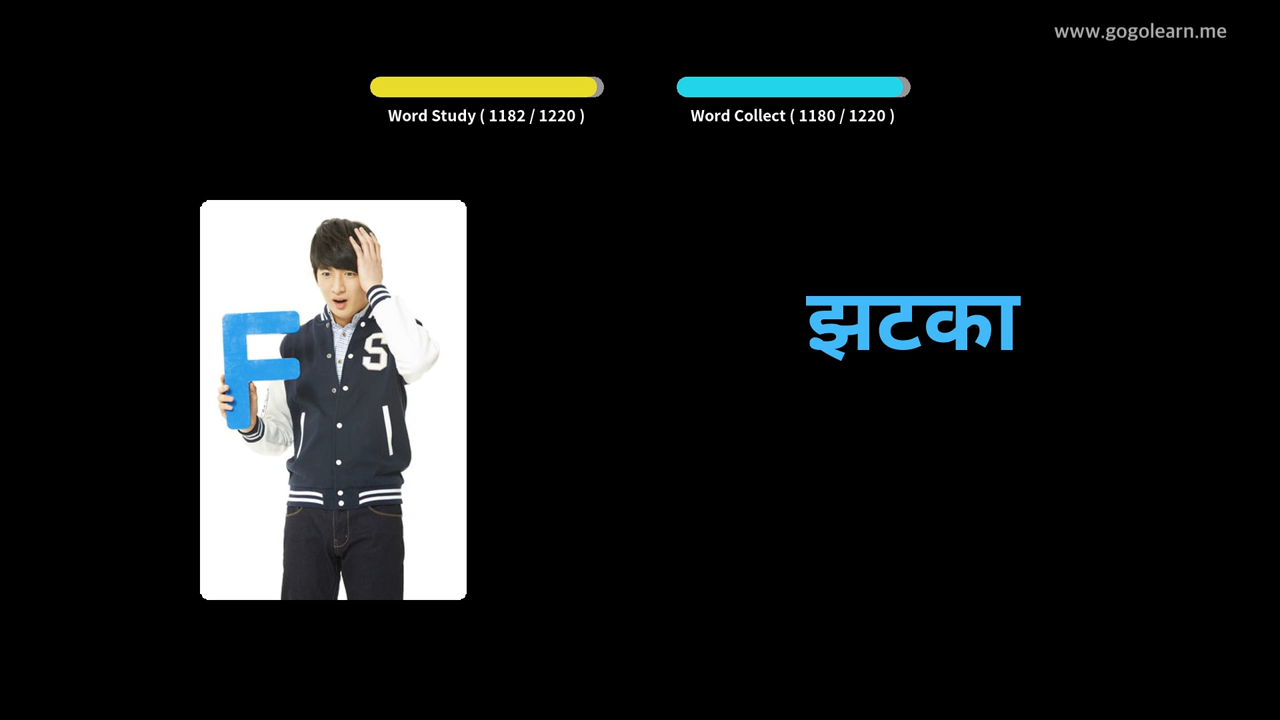 www.gogolearn.me
Word Study ( 1182 / 1220 )
Word Collect ( 1180 / 1220 )
F
S
झटका